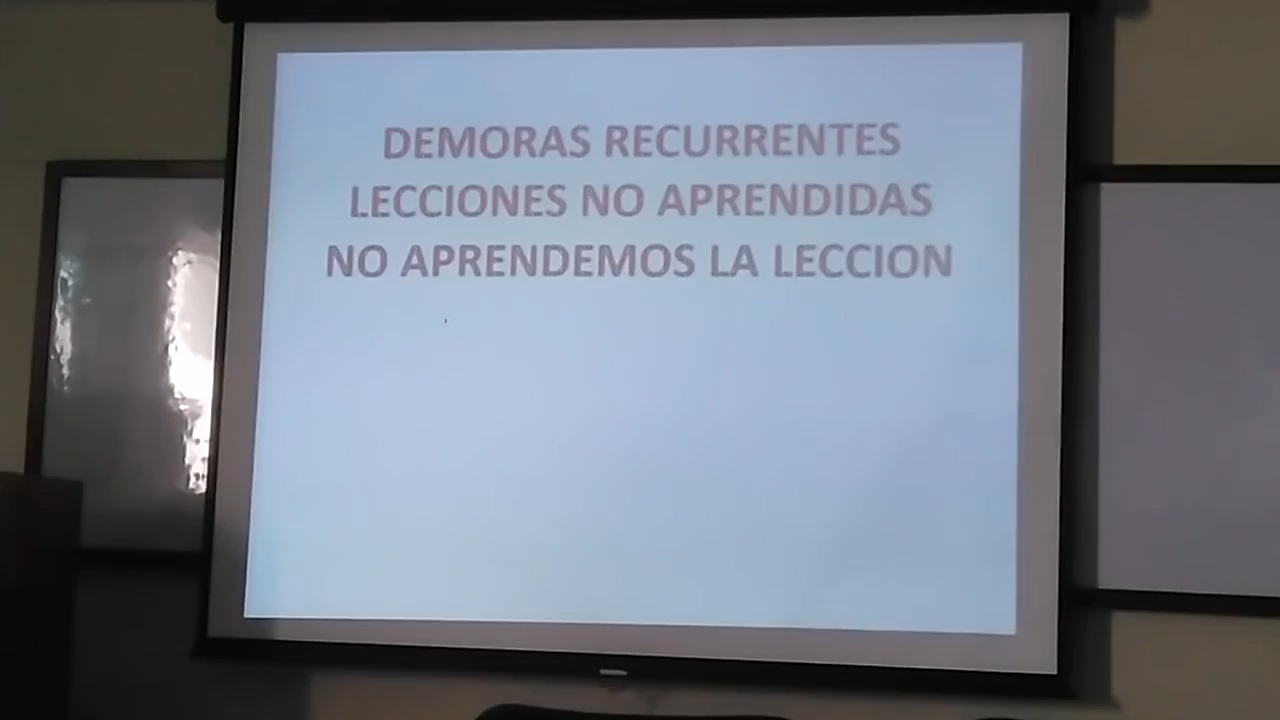 DEMORAS RECURRENTES
LECCIONES NO APRENDIDAS
NO APRENDEMOS LA LECCION